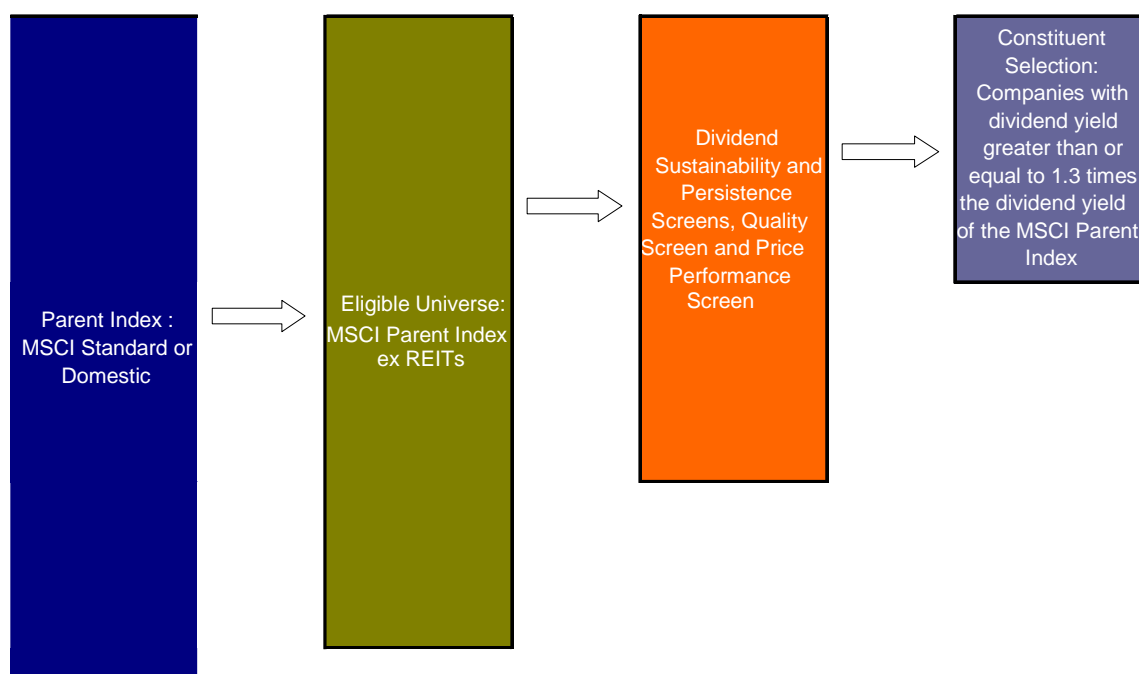 Parent Index :
MSCI Standard or
Domestic
Eligible Universe:
MSCI Parent Index
ex REITs
Dividend
Sustainability and
Persistence
Screens, Quality
Screen and Price
Performance
Screen
Constituent
Selection:
Companies with
dividend yield
greater than or
equal to 1.3 times
the dividend yield
of the MSCI Parent
Index